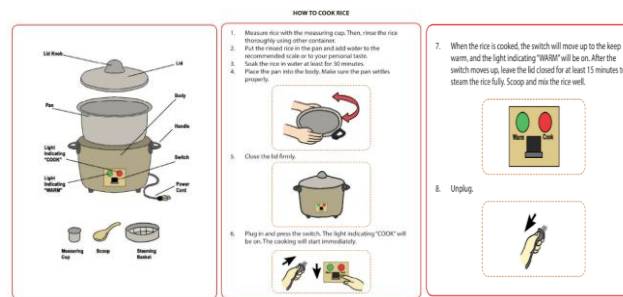 HOW TO COOK RICE
Lid Knob
Lid
Body
Pan
Handle
Light
Indicating
"COOK"
Switch
Light
Indicating
"WARM"
Power
Cord
Measuring
Cup
Scoop
Steaming
Basket
1. Measure rice with the measuring cup. Then, rinse the rice
thoroughly using other container.
2. Put the rinsed rice in the pan and add water to the
recommended scale or to your personal taste.
3. Soak the rice in water at least for 30 minutes.
4. Place the pan into the body. Make sure the pan settles
properly.
5. Close the lid firmly.
6. Plug in and press the switch. The light indicating "COOK" will
be on. The cooking will start immediately.
7. When the rice is cooked, the switch will move up to the keep
warm, and the light indicating "WARM" will be on. After the
switch moves up, leave the lid closed for at least 15 minutes to
steam the rice fully. Scoop and mix the rice well.
Warm Cook
8. Unplug.